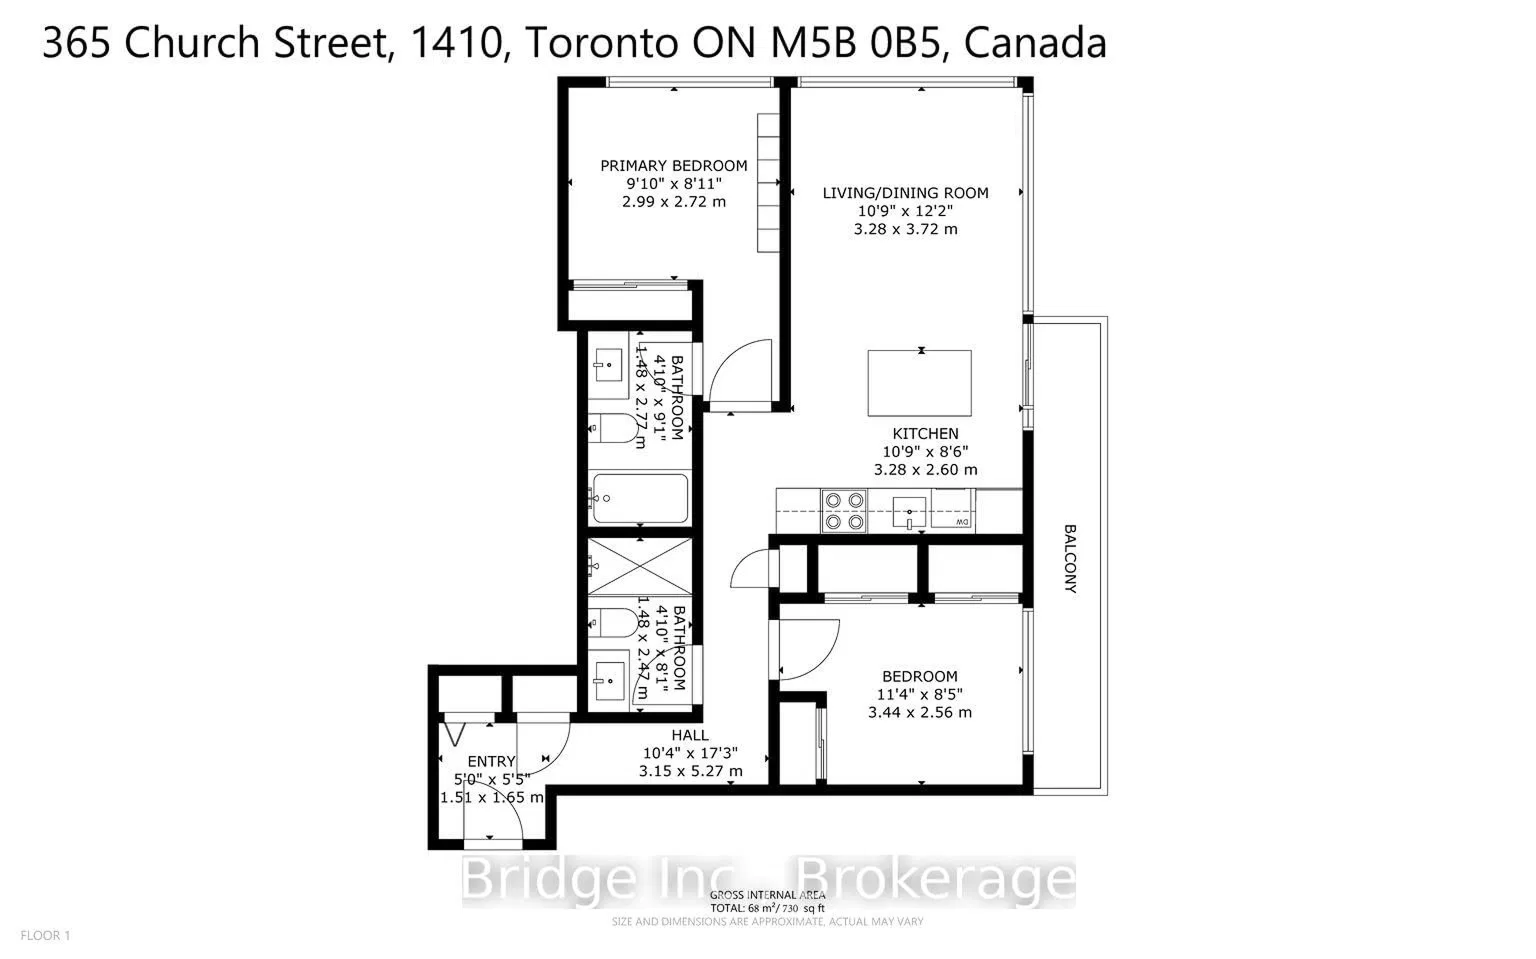 365 Church Street, 1410, Toronto ON M5B 0B5, Canada
PRIMARY BEDROOM
9'10" x 8'11"
2.99 x 2.72 m
LIVING/DINING ROOM
10'9" x 12'2"
3.28 x 3.72 m
BATHROOM
4'10" x 9'1"
1.48 x 2.77 m
KITCHEN
10'9" x 8'6"
3.28 x 2.60 m
DW
BALCONY
BATHROOM
4'10" x 8'1"
1.48 x 2.47 m
BEDROOM
11'4" x 8'5"
3.44 x 2.56 m
HALL
10'4" x 17'3"
3.15 x 5.27 m
ENTRY
5'0" x 5'5"
1.51 x 1.65 m
Bridge Inc., Brokerage
GROSS INTERNAL AREA
TOTAL: 68 m²/ 730 sq ft
SIZE AND DIMENSIONS ARE APPROXIMATE, ACTUAL MAY VARY
FLOOR 1